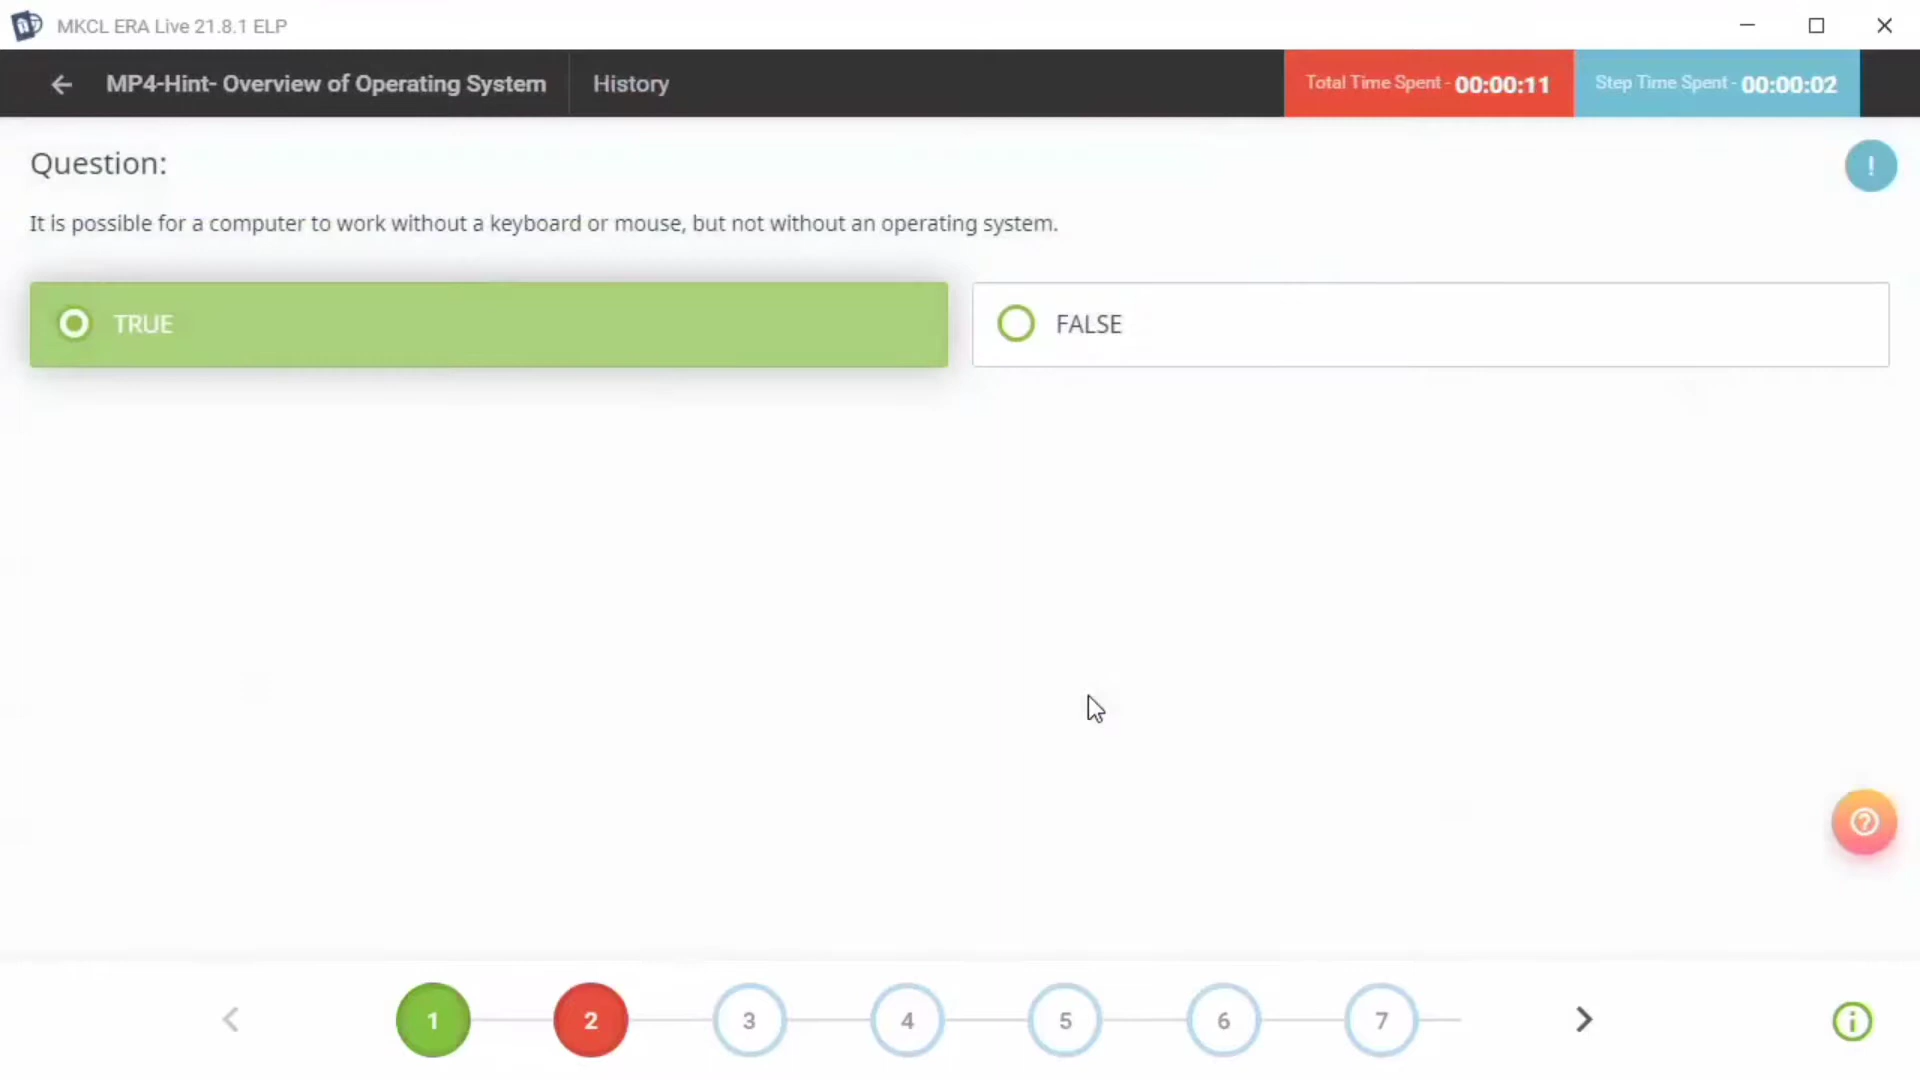 MKCL ERA Live 21.8.1 ELP
MP4-Hint- Overview of Operating System
History
Total Time Spent - 00:00:11
Step Time Spent - 00:00:02
Question:
It is possible for a computer to work without a keyboard or mouse, but not without an operating system.
TRUE
FALSE
1
2
3
4
5
6
7